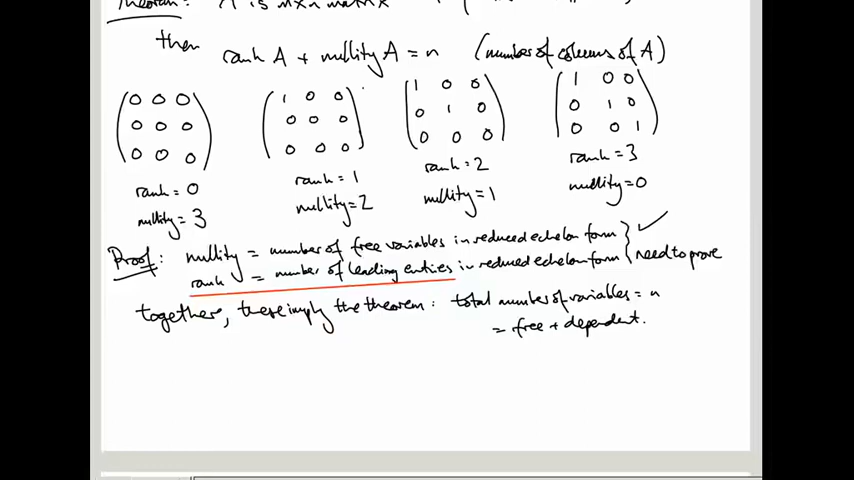 Theorem: A is m×n matrix
then rank A + nullity A = n (number of columns of A)
(0 0 0
0 0 0
0 0 0)
rank = 0
nullity = 3
(1 0 0
0 0 0
0 0 0)
rank = 1
nullity = 2
(1 0 0
0 1 0
0 0 0)
rank = 2
nullity = 1
(1 0 0
0 1 0
0 0 1)
rank = 3
nullity = 0
Proof: nullity = number of free variables in reduced echelon form } ✓
rank = number of leading entries in reduced echelon form } need to prove
together, these imply the theorem: total number of variables = n
= free + dependent.